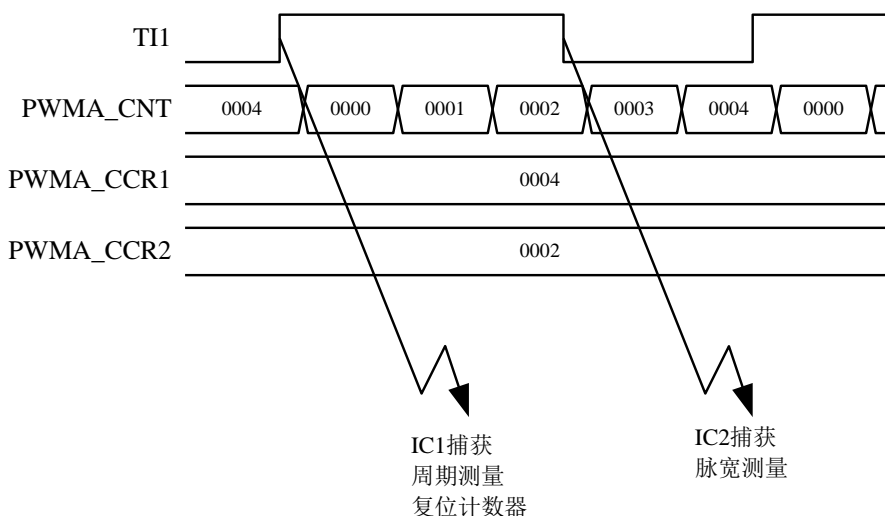 TI1
PWMA_CNT 0004 0000 0001 0002 0003 0004 0000
PWMA_CCR1 0004
PWMA_CCR2 0002
IC1捕获
周期测量
复位计数器
IC2捕获
脉宽测量